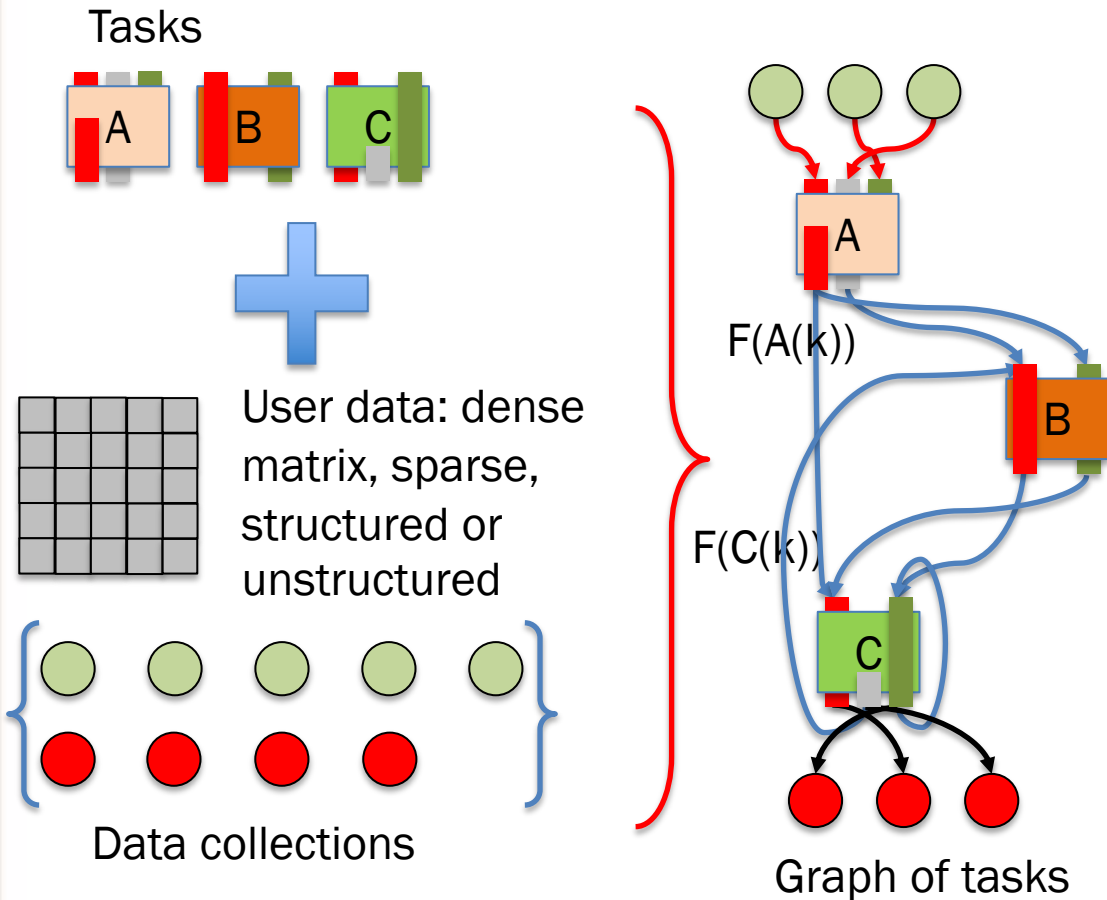 Tasks
A
B
C
User data: dense
matrix, sparse,
structured or
unstructured
Data collections
A
F(A(k))
B
F(C(k))
C
Graph of tasks